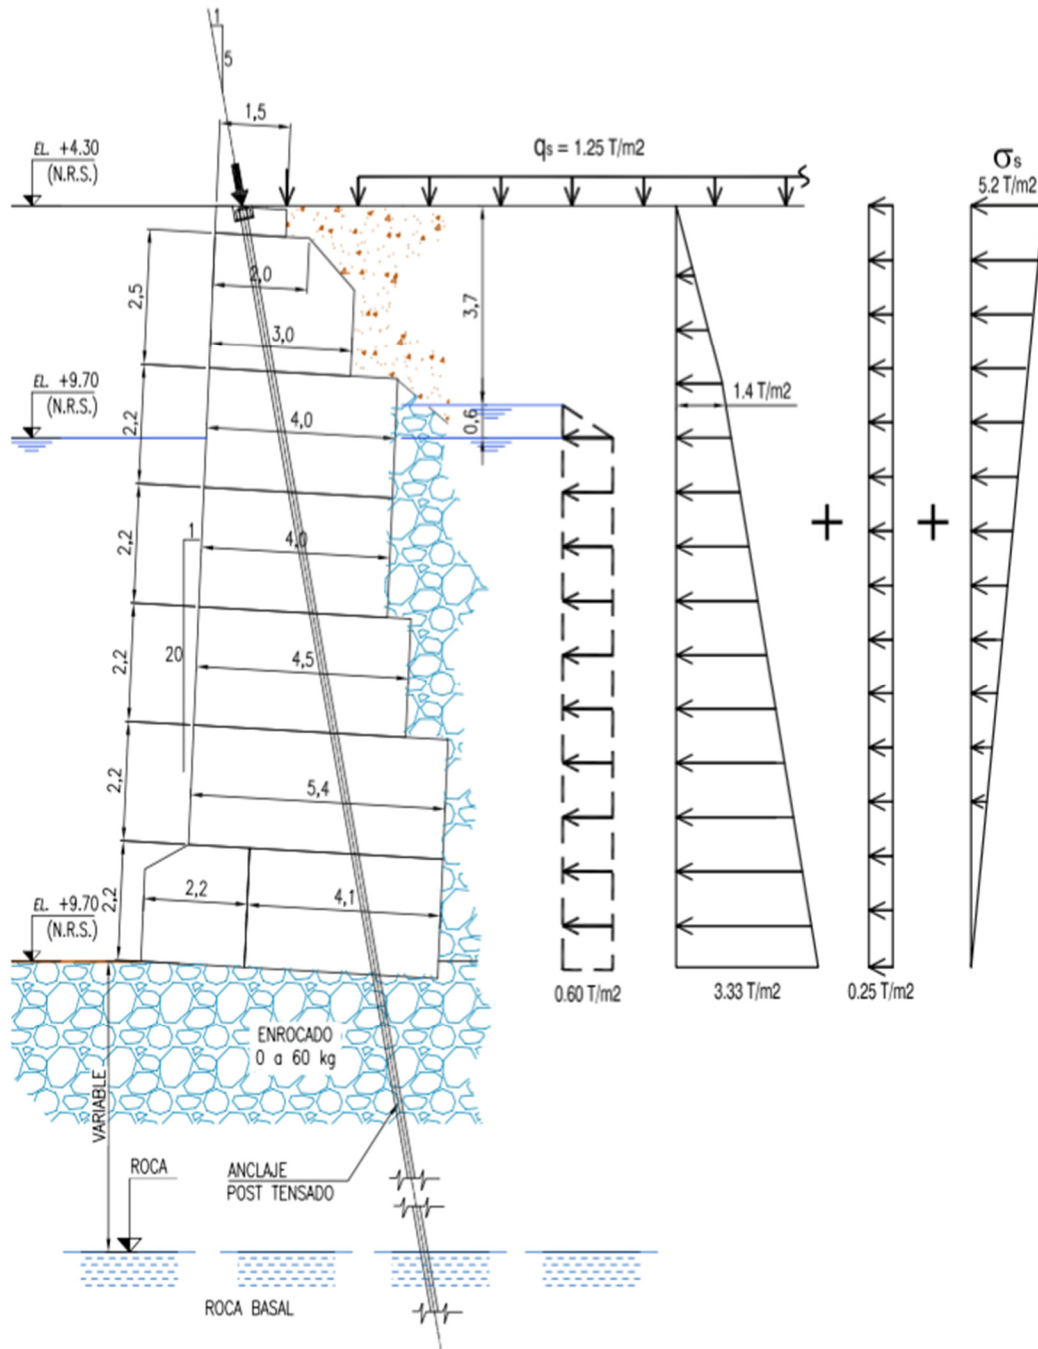 1
5
1,5
EL. +4.30
(N.R.S.)
qs = 1.25 T/m2
σs
5.2 T/m2
2,0
2,5
3,7
3,0
EL. +9.70
(N.R.S.)
2,2
4,0
0,6
1.4 T/m2
2,2
1
4,0
+
+
20
2,2
4,5
2,2
5,4
2,2
2,2
4,1
EL. +9.70
(N.R.S.)
0.60 T/m2
3.33 T/m2
0.25 T/m2
ENROCADO
0 a 60 kg
VARIABLE
ROCA
ANCLAJE
POST TENSADO
ROCA BASAL